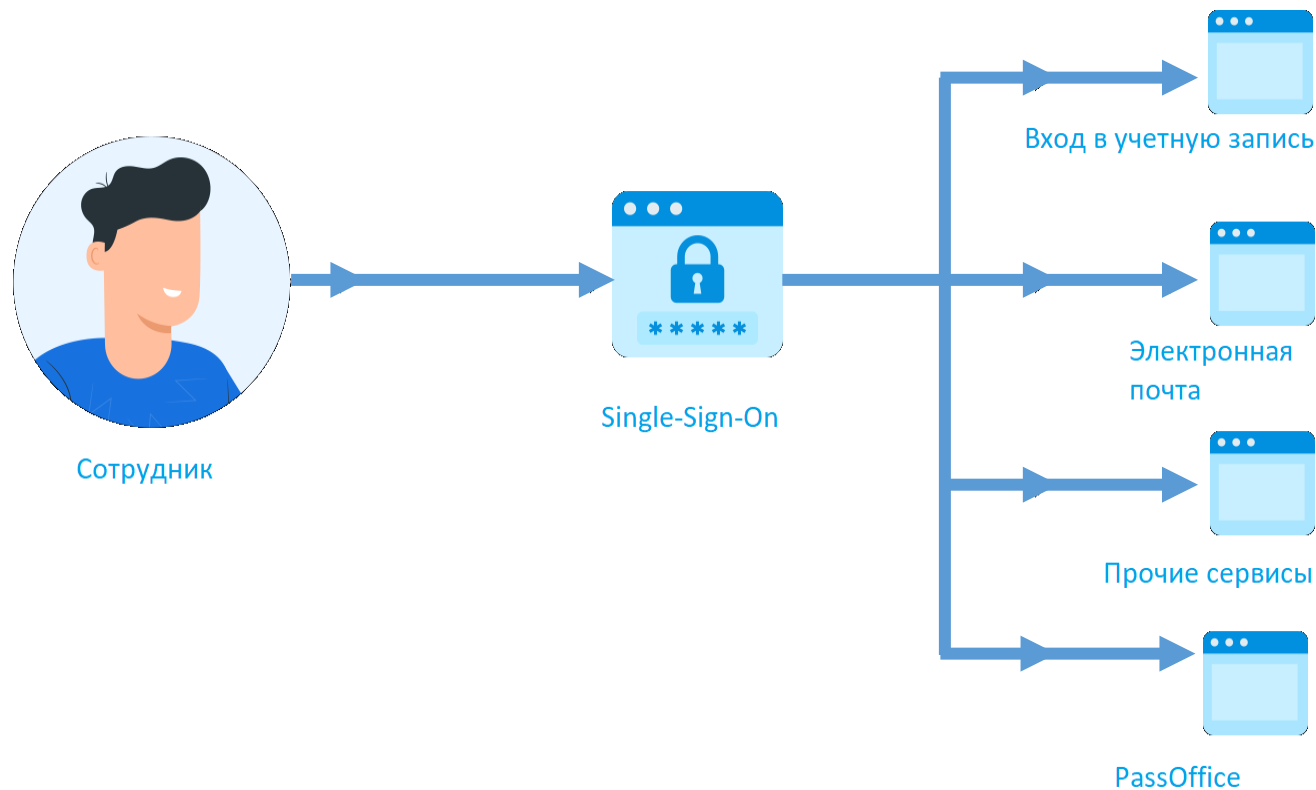 Вход в учетную запись
Электронная
почта
* * * * *
Single-Sign-On
Сотрудник
Прочие сервисы
PassOffice